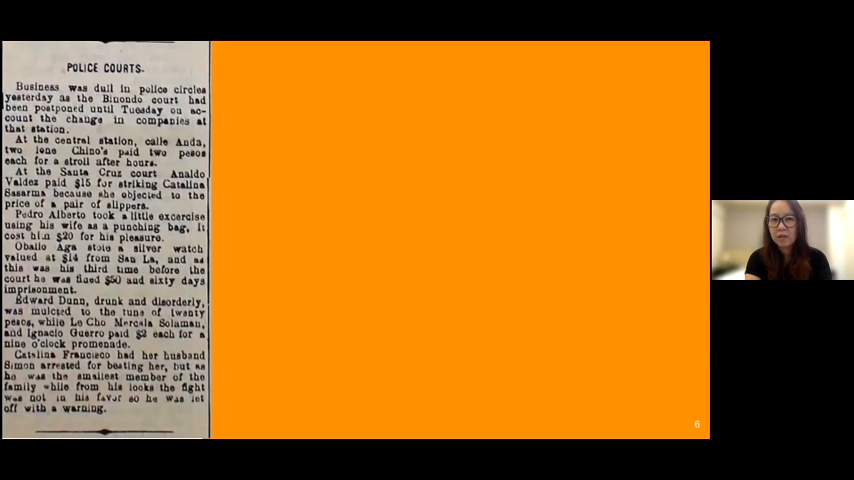 POLICE COURTS.
Business was dull in police circles
yesterday as the Binondo court had
been postponed until Tuesday on ac-
count the change in companies at
that station.
At the central station, calle Anda,
two lone Chino's paid two pesos
each for a stroll after hours.
At the Santa Cruz court Analdo
Valdez paid $15 for striking Catalina
Sasarma because she objected to the
price of a pair of slippers.
Pedro Alberto took a little excercise
using his wife as a punching bag, it
cost him $20 for his pleasure.
Oballo Aga stole a silver watch
valued at $14 from San La, and as
this was his third time before the
court he was fined $50 and sixty days
imprisonment.
Edward Dunn, drunk and disorderly,
was mulcted to the tune of twenty
pesos, while Le Cho Mercala Solaman,
and Ignacio Guerro paid $2 each for a
nine o'clock promenade.
Catalina Francisco had her husband
Simon arrested for beating her, but as
he was the smallest member of the
family while from his looks the fight
was not in his favor so he was let
off with a warning.
6